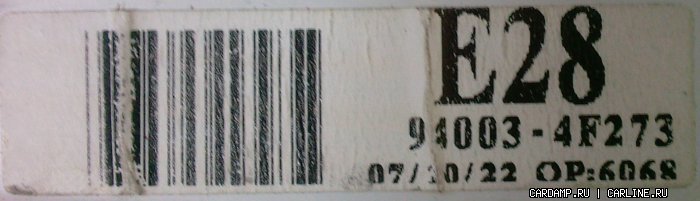 E28
94003-4F273
07/10/22 OP:6068
CARDAMP.RU | CARLINE.RU